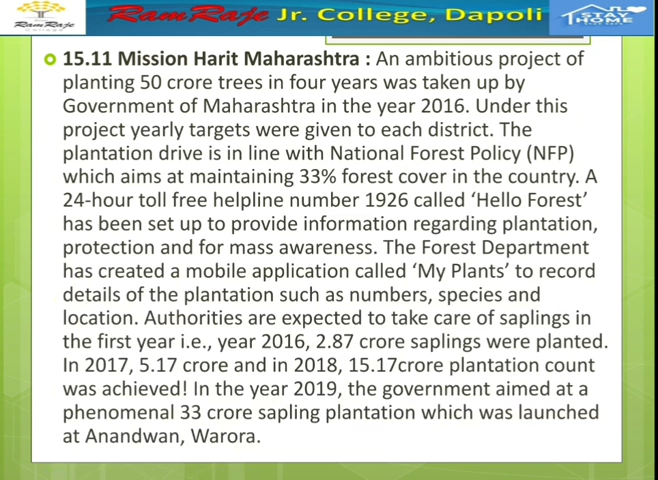 RamRaje Jr. College, Dapoli
RamRaje
STAY
HOME
15.11 Mission Harit Maharashtra : An ambitious project of
planting 50 crore trees in four years was taken up by
Government of Maharashtra in the year 2016. Under this
project yearly targets were given to each district. The
plantation drive is in line with National Forest Policy (NFP)
which aims at maintaining 33% forest cover in the country. A
24-hour toll free helpline number 1926 called ‘Hello Forest’
has been set up to provide information regarding plantation,
protection and for mass awareness. The Forest Department
has created a mobile application called ‘My Plants’ to record
details of the plantation such as numbers, species and
location. Authorities are expected to take care of saplings in
the first year i.e., year 2016, 2.87 crore saplings were planted.
In 2017, 5.17 crore and in 2018, 15.17crore plantation count
was achieved! In the year 2019, the government aimed at a
phenomenal 33 crore sapling plantation which was launched
at Anandwan, Warora.